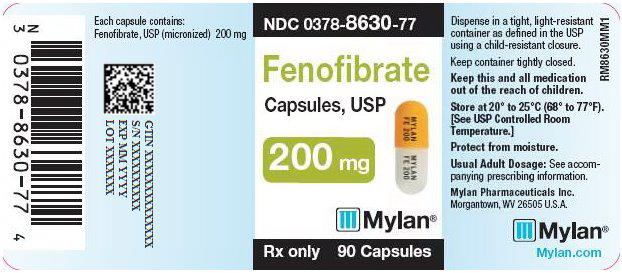 Each capsule contains:
Fenofibrate, USP (micronized) 200 mg
N
3 0378-8630-77 4
GTIN XXXXXXXXXXXXXX
S/N XXXXXXXXXX
EXP MM YYYY
LOT XXXXXX
NDC 0378-8630-77
Fenofibrate
Capsules, USP
200 mg
MYLAN
FE 200
MYLAN
FE 200
Mylan®
Rx only 90 Capsules
Dispense in a tight, light-resistant
container as defined in the USP
using a child-resistant closure.
Keep container tightly closed.
Keep this and all medication
out of the reach of children.
Store at 20° to 25°C (68° to 77°F).
[See USP Controlled Room
Temperature.]
Protect from moisture.
Usual Adult Dosage: See accom-
panying prescribing information.
Mylan Pharmaceuticals Inc.
Morgantown, WV 26505 U.S.A.
Mylan®
Mylan.com
RM8630MM1